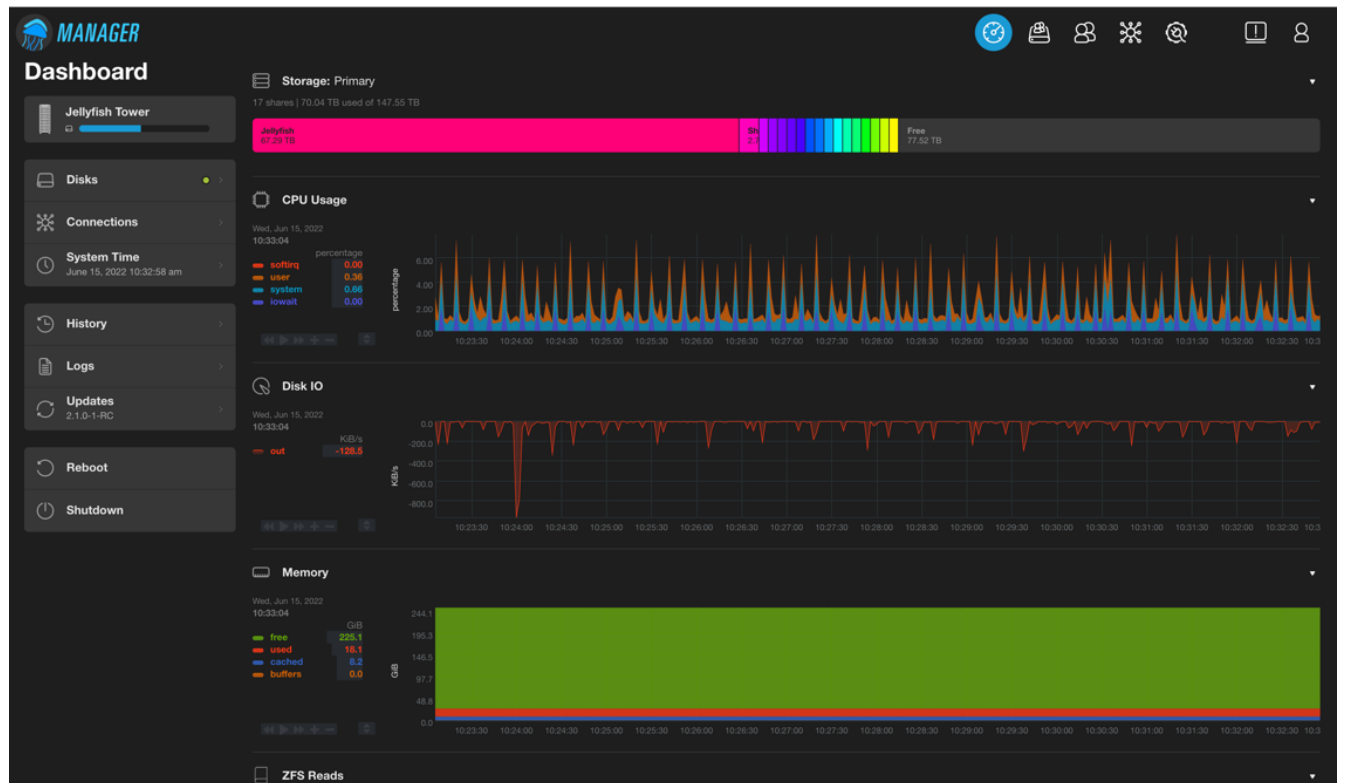 MANAGER
Dashboard
Jellyfish Tower
Disks
Connections
System Time
June 15, 2022 10:32:58 am
History
Logs
Updates
2.1.0-1-RC
Reboot
Shutdown
Storage: Primary
17 shares | 70.04 TB used of 147.55 TB
Jellyfish
67.29 TB
Sh
2.7
Free
77.52 TB
CPU Usage
Wed, Jun 15, 2022
10:33:04
percentage
softirq 0.00
user 0.36
system 0.66
iowait 0.00
percentage
6.00
4.00
2.00
0.00
10:23:30 10:24:00 10:24:30 10:25:00 10:25:30 10:26:00 10:26:30 10:27:00 10:27:30 10:28:00 10:28:30 10:29:00 10:29:30 10:30:00 10:30:30 10:31:00 10:31:30 10:32:00 10:32:30 10:3
Disk IO
Wed, Jun 15, 2022
10:33:04
KiB/s
out -128.5
KiB/s
0.0
-200.0
-400.0
-600.0
-800.0
10:23:30 10:24:00 10:24:30 10:25:00 10:25:30 10:26:00 10:26:30 10:27:00 10:27:30 10:28:00 10:28:30 10:29:00 10:29:30 10:30:00 10:30:30 10:31:00 10:31:30 10:32:00 10:32:30 10:3
Memory
Wed, Jun 15, 2022
10:33:04
GiB
free 225.1
used 18.1
cached 8.2
buffers 0.0
GiB
244.1
195.3
146.5
97.7
48.8
0.0
10:23:30 10:24:00 10:24:30 10:25:00 10:25:30 10:26:00 10:26:30 10:27:00 10:27:30 10:28:00 10:28:30 10:29:00 10:29:30 10:30:00 10:30:30 10:31:00 10:31:30 10:32:00 10:32:30 10:3
ZFS Reads